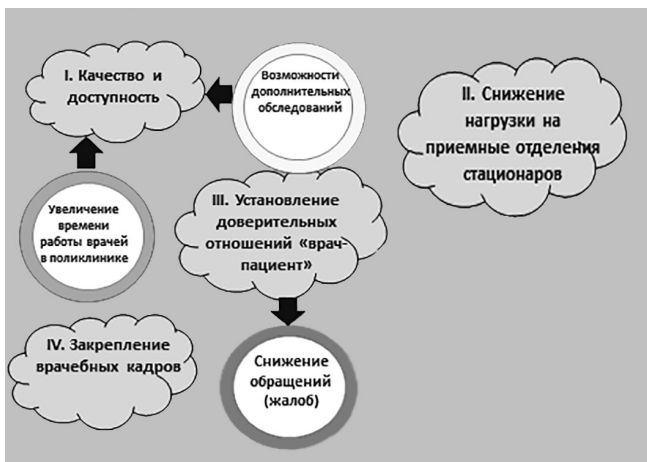 I. Качество и
доступность
Возможности
дополнительных
обследований
II. Снижение
нагрузки на
приемные отделения
стационаров
Увеличение
времени
работы врачей
в поликлинике
III. Установление
доверительных
отношений «врач-
пациент»
IV. Закрепление
врачебных кадров
Снижение
обращений
(жалоб)